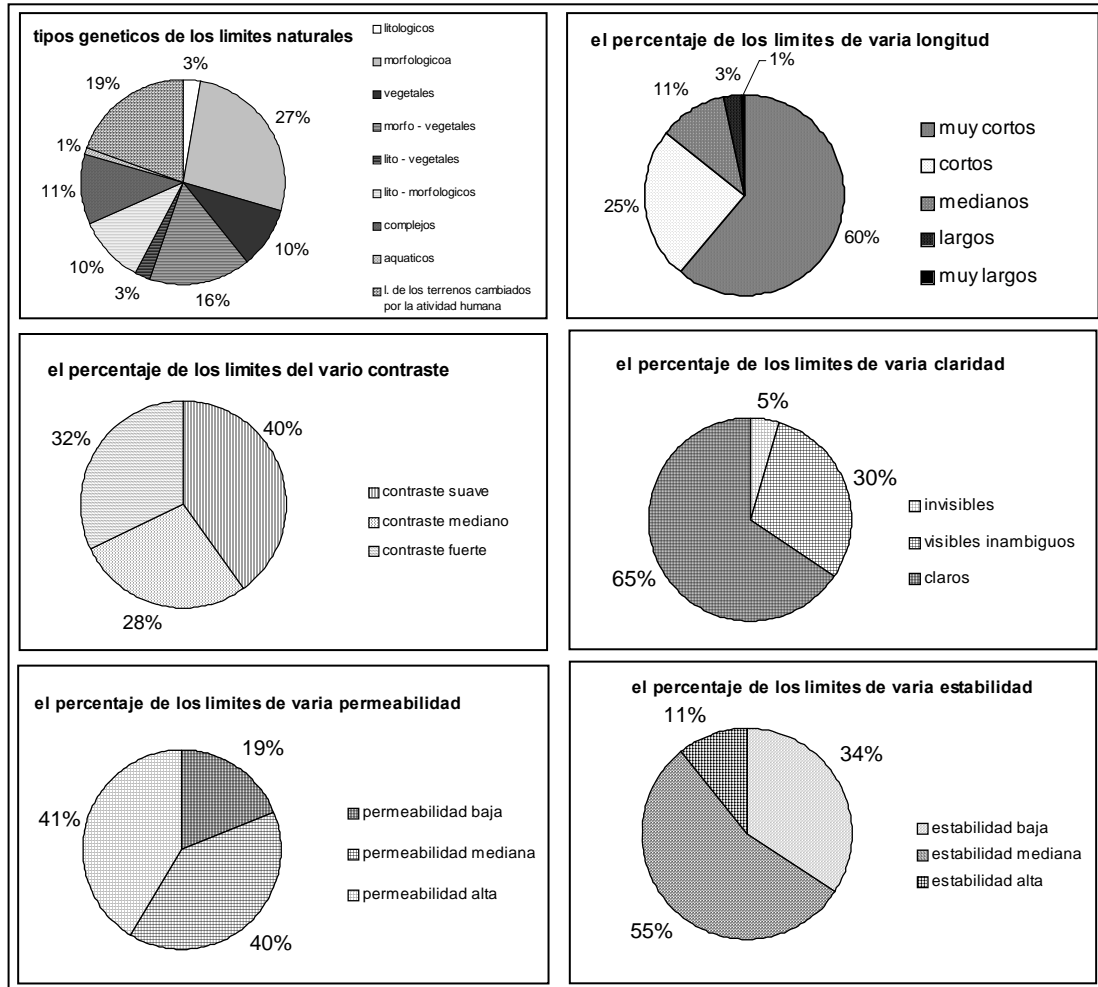 tipos geneticos de los limites naturales
3%
27%
10%
16%
3%
10%
11%
1%
19%
litologicos
morfologicoa
vegetales
morfo - vegetales
lito - vegetales
lito - morfologicos
complejos
aquaticos
l. de los terrenos cambiados
por la atividad humana
el percentaje de los limites de varia longitud
1%
3%
11%
25%
60%
muy cortos
cortos
medianos
largos
muy largos
el percentaje de los limites del vario contraste
40%
32%
28%
contraste suave
contraste mediano
contraste fuerte
el percentaje de los limites de varia claridad
5%
30%
65%
invisibles
visibles inambiguos
claros
el percentaje de los limites de varia permeabilidad
19%
41%
40%
permeabilidad baja
permeabilidad mediana
permeabilidad alta
el percentaje de los limites de varia estabilidad
11%
34%
55%
estabilidad baja
estabilidad mediana
estabilidad alta